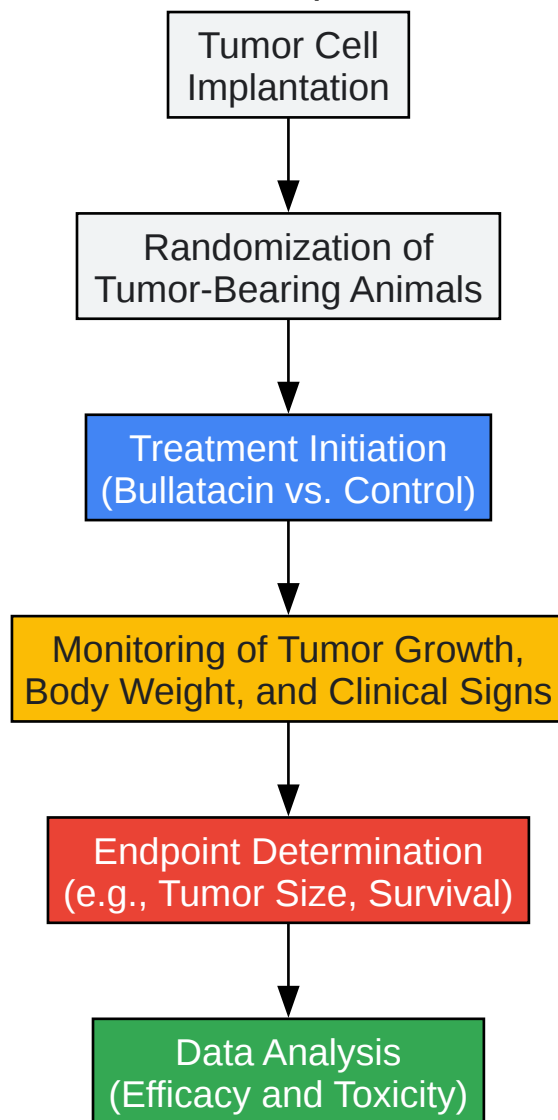 Tumor Cell
Implantation
Randomization of
Tumor-Bearing Animals
Treatment Initiation
(Bullatacin vs. Control)
Monitoring of Tumor Growth,
Body Weight, and Clinical Signs
Endpoint Determination
(e.g., Tumor Size, Survival)
Data Analysis
(Efficacy and Toxicity)